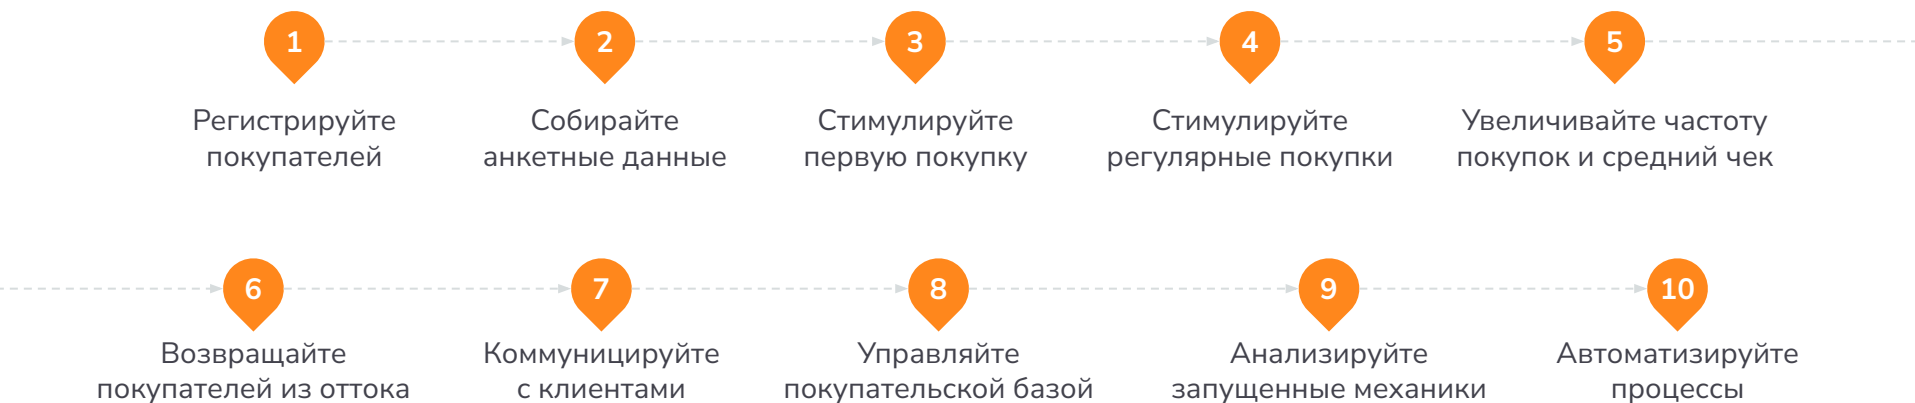 1 2 3 4 5
Регистрируйте
покупателей
Собирайте
анкетные данные
Стимулируйте
первую покупку
Стимулируйте
регулярные покупки
Увеличивайте частоту
покупок и средний чек
6 7 8 9 10
Возвращайте
покупателей из оттока
Коммуницируйте
с клиентами
Управляйте
покупательской базой
Анализируйте
запущенные механики
Автоматизируйте
процессы